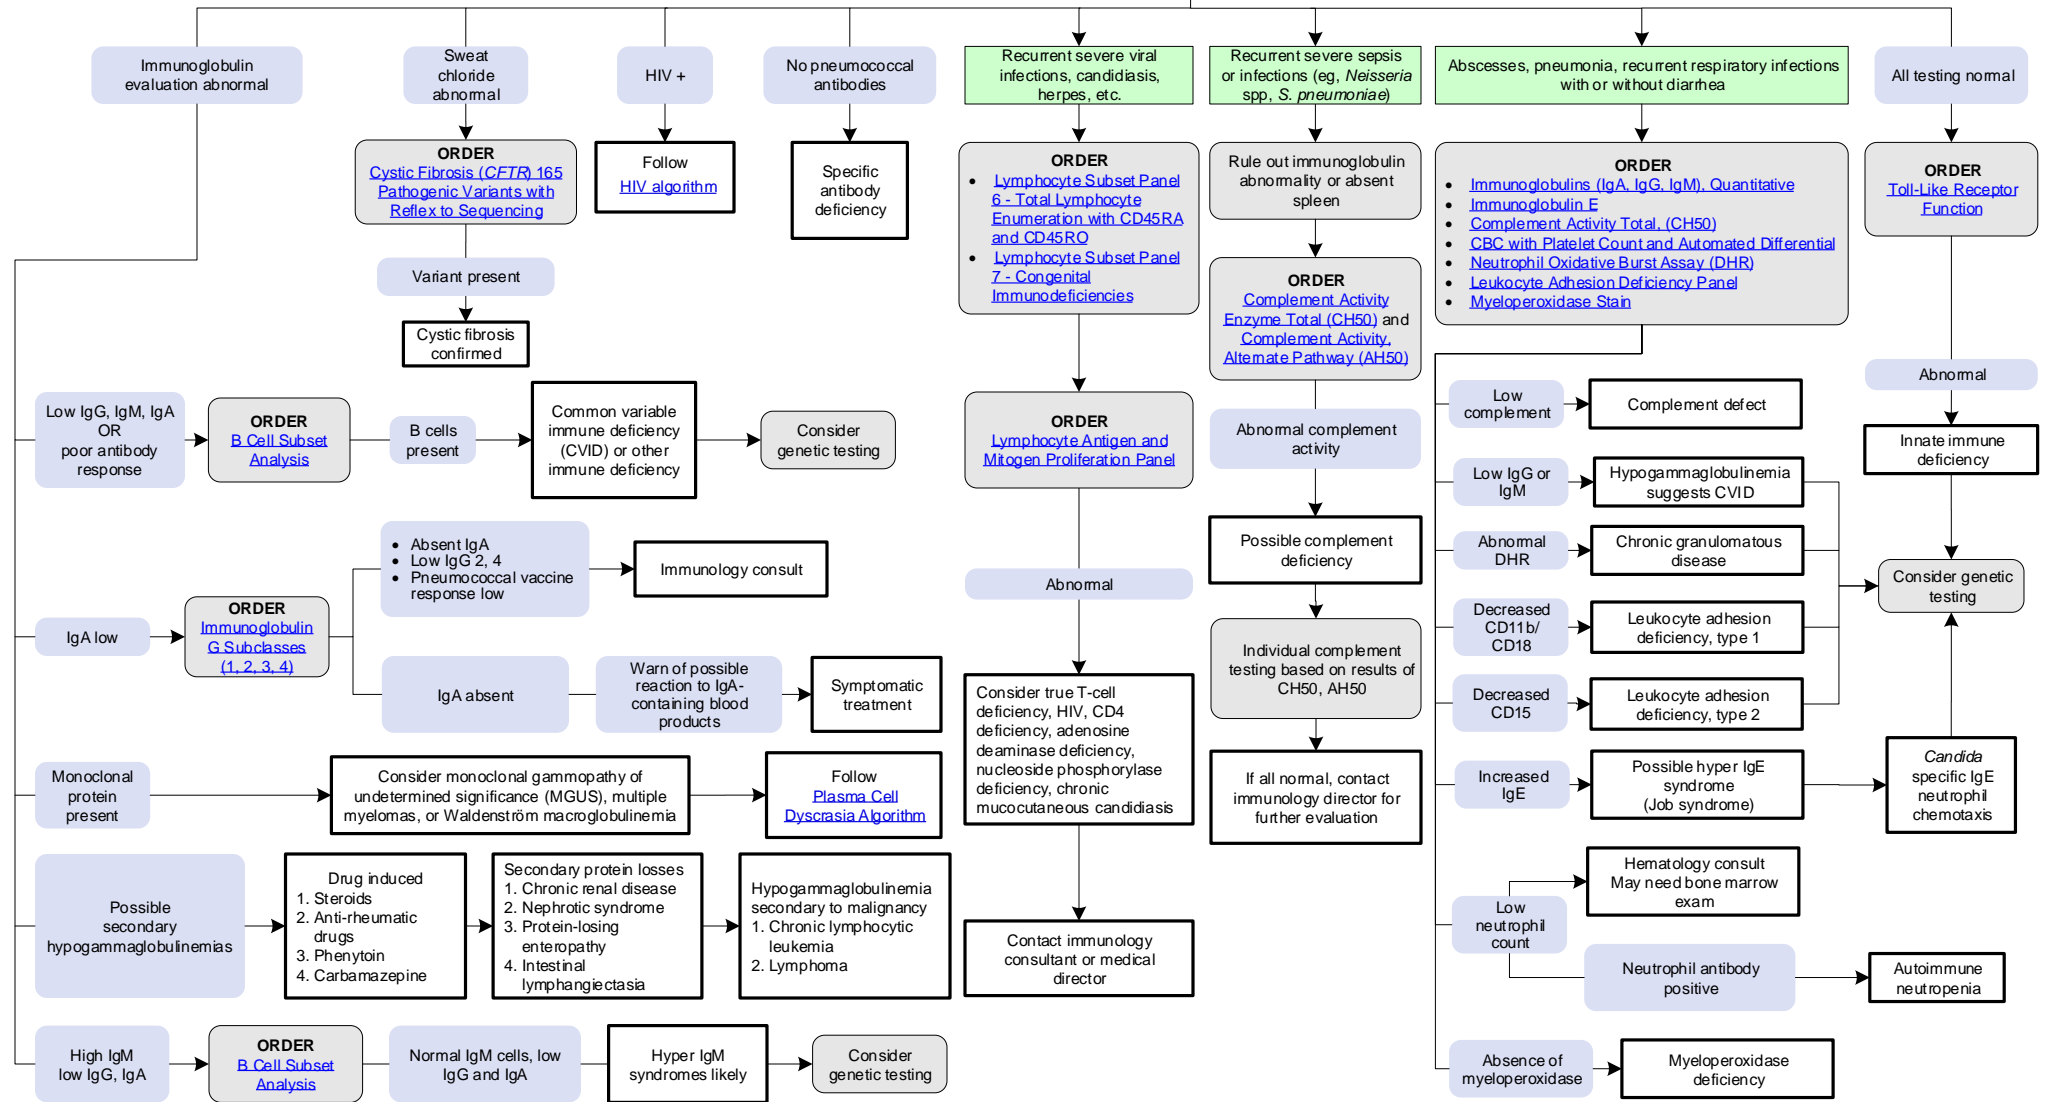 Immunoglobulin
evaluation abnormal
Sweat
chloride
abnormal
HIV +
No pneumococcal
antibodies
Recurrent severe viral
infections, candidiasis,
herpes, etc.
Recurrent severe sepsis
or infections (eg, Neisseria
spp, S. pneumoniae)
Abscesses, pneumonia, recurrent respiratory infections
with or without diarrhea
All testing normal
ORDER
Cystic Fibrosis (CFTR) 165
Pathogenic Variants with
Reflex to Sequencing
Variant present
Cystic fibrosis
confirmed
Follow
HIV algorithm
Specific
antibody
deficiency
ORDER
• Lymphocyte Subset Panel
6 - Total Lymphocyte
Enumeration with CD45RA
and CD45RO
• Lymphocyte Subset Panel
7 - Congenital
Immunodeficiencies
Rule out immunoglobulin
abnormality or absent
spleen
ORDER
Complement Activity
Enzyme Total (CH50) and
Complement Activity,
Alternate Pathway (AH50)
ORDER
• Immunoglobulins (IgA, IgG, IgM), Quantitative
• Immunoglobulin E
• Complement Activity Total, (CH50)
• CBC with Platelet Count and Automated Differential
• Neutrophil Oxidative Burst Assay (DHR)
• Leukocyte Adhesion Deficiency Panel
• Myeloperoxidase Stain
ORDER
Toll-Like Receptor
Function
Abnormal
Innate immune
deficiency
Low IgG, IgM, IgA
OR
poor antibody
response
ORDER
B Cell Subset
Analysis
B cells
present
Common variable
immune deficiency
(CVID) or other
immune deficiency
Consider
genetic testing
ORDER
Lymphocyte Antigen and
Mitogen Proliferation Panel
Abnormal
Consider true T-cell
deficiency, HIV, CD4
deficiency, adenosine
deaminase deficiency,
nucleoside phosphorylase
deficiency, chronic
mucocutaneous candidiasis
Contact immunology
consultant or medical
director
Abnormal complement
activity
Possible complement
deficiency
Individual complement
testing based on results of
CH50, AH50
If all normal, contact
immunology director for
further evaluation
Low
complement
Complement defect
Low IgG or
IgM
Hypogammaglobulinemia
suggests CVID
Abnormal
DHR
Chronic granulomatous
disease
Decreased
CD11b/
CD18
Leukocyte adhesion
deficiency, type 1
Decreased
CD15
Leukocyte adhesion
deficiency, type 2
Consider genetic
testing
Increased
IgE
Possible hyper IgE
syndrome
(Job syndrome)
Candida
specific IgE
neutrophil
chemotaxis
Low
neutrophil
count
Hematology consult
May need bone marrow
exam
Neutrophil antibody
positive
Autoimmune
neutropenia
Absence of
myeloperoxidase
Myeloperoxidase
deficiency
IgA low
ORDER
Immunoglobulin
G Subclasses
(1, 2, 3, 4)
• Absent IgA
• Low IgG 2, 4
• Pneumococcal vaccine
response low
Immunology consult
IgA absent
Warn of possible
reaction to IgA-
containing blood
products
Symptomatic
treatment
Monoclonal
protein
present
Consider monoclonal gammopathy of
undetermined significance (MGUS), multiple
myelomas, or Waldenström macroglobulinemia
Follow
Plasma Cell
Dyscrasia Algorithm
Possible
secondary
hypogammaglobulinemias
Drug induced
1. Steroids
2. Anti-rheumatic
drugs
3. Phenytoin
4. Carbamazepine
Secondary protein losses
1. Chronic renal disease
2. Nephrotic syndrome
3. Protein-losing
enteropathy
4. Intestinal
lymphangiectasia
Hypogammaglobulinemia
secondary to malignancy
1. Chronic lymphocytic
leukemia
2. Lymphoma
High IgM
low IgG, IgA
ORDER
B Cell Subset
Analysis
Normal IgM cells, low
IgG and IgA
Hyper IgM
syndromes likely
Consider
genetic testing